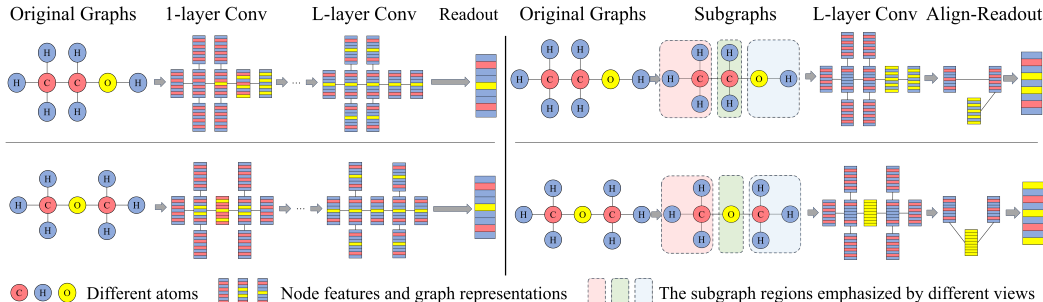 Original Graphs 1-layer Conv L-layer Conv Readout Original Graphs Subgraphs L-layer Conv Align-Readout
H H H H
H C C O H ... H C C O H H C C O H
H H H H H H
H H H H H H
H C O C H ... H C O C H H C O C H
H H H H H H
C H O Different atoms Node features and graph representations The subgraph regions emphasized by different views